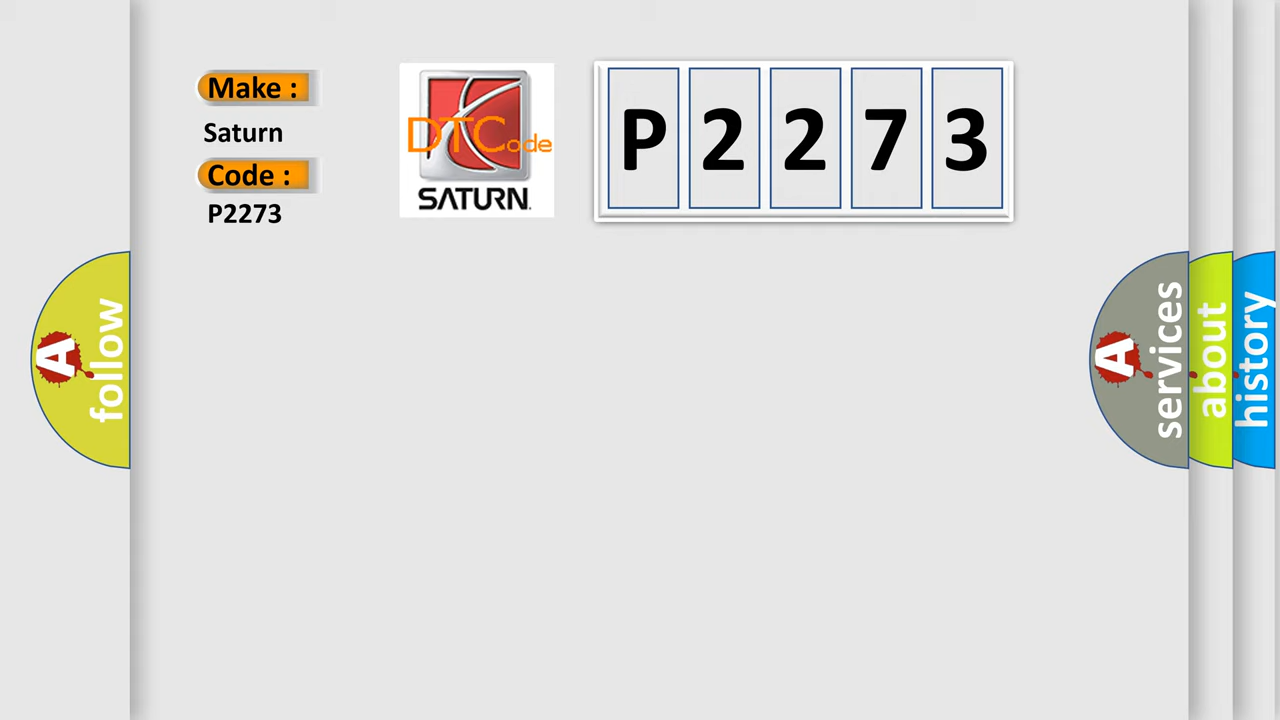 Make :
Saturn
Code :
P2273
DTCode
SATURN
P 2 2 7 3
A follow
A services
about
history